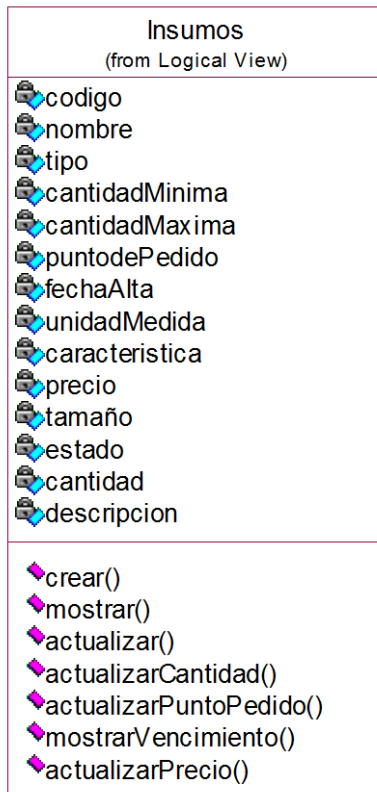 Insumos
(from Logical View)
codigo
nombre
tipo
cantidadMinima
cantidadMaxima
puntodePedido
fechaAlta
unidadMedida
caracteristica
precio
tamaño
estado
cantidad
descripcion
crear()
mostrar()
actualizar()
actualizarCantidad()
actualizarPuntoPedido()
mostrarVencimiento()
actualizarPrecio()